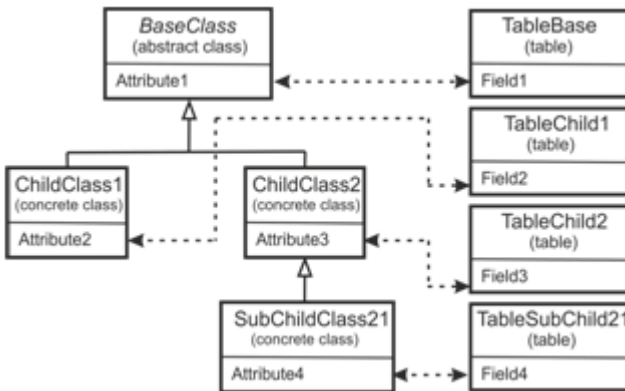 BaseClass
(abstract class)
Attribute1
TableBase
(table)
Field1
TableChild1
(table)
Field2
ChildClass1
(concrete class)
Attribute2
ChildClass2
(concrete class)
Attribute3
TableChild2
(table)
Field3
SubChildClass21
(concrete class)
Attribute4
TableSubChild21
(table)
Field4